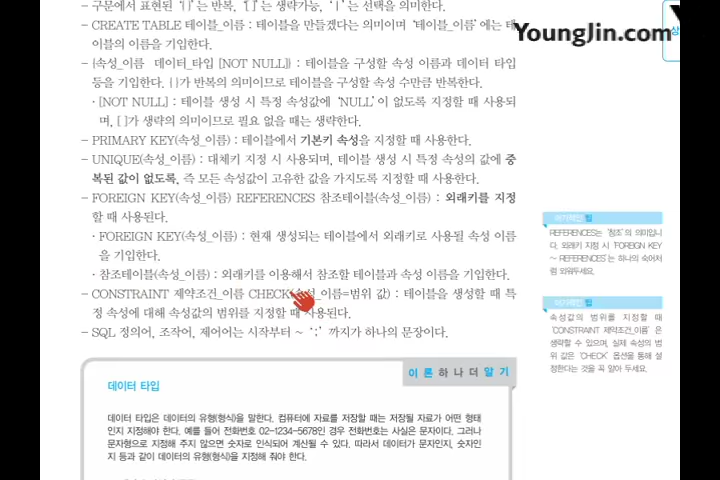 – 구문에서 표현된 '{ }'는 반복, '[ ]'는 생략가능, '|'는 선택을 의미한다.
– CREATE TABLE 테이블_이름 : 테이블을 만들겠다는 의미이며 '테이블_이름'에는 테
이블의 이름을 기입한다.
– {속성_이름 데이터_타입 [NOT NULL]} : 테이블을 구성할 속성 이름과 데이터 타입
등을 기입한다. { }가 반복의 의미이므로 테이블을 구성할 속성 수만큼 반복한다.
· [NOT NULL] : 테이블 생성 시 특정 속성값에 'NULL'이 없도록 지정할 때 사용되
며, [ ]가 생략의 의미이므로 필요 없을 때는 생략한다.
– PRIMARY KEY(속성_이름) : 테이블에서 기본키 속성을 지정할 때 사용한다.
– UNIQUE(속성_이름) : 대체키 지정 시 사용되며, 테이블 생성 시 특정 속성의 값에 중
복된 값이 없도록, 즉 모든 속성값이 고유한 값을 가지도록 지정할 때 사용한다.
– FOREIGN KEY(속성_이름) REFERENCES 참조테이블(속성_이름) : 외래키를 지정
할 때 사용된다.
· FOREIGN KEY(속성_이름) : 현재 생성되는 테이블에서 외래키로 사용될 속성 이름
을 기입한다.
· 참조테이블(속성_이름) : 외래키를 이용해서 참조할 테이블과 속성 이름을 기입한다.
– CONSTRAINT 제약조건_이름 CHECK(속성_이름=범위 값) : 테이블을 생성할 때 특
정 속성에 대해 속성값의 범위를 지정할 때 사용된다.
– SQL 정의어, 조작어, 제어어는 시작부터 ~ ';' 까지가 하나의 문장이다.
이론 하나 더 알기
데이터 타입
데이터 타입은 데이터의 유형(형식)을 말한다. 컴퓨터에 자료를 저장할 때는 저장될 자료가 어떤 형태
인지 지정해야 한다. 예를 들어 전화번호 02-1234-5678인 경우 전화번호는 사실은 문자이다. 그러나
문자형으로 지정해 주지 않으면 숫자로 인식되어 계산될 수 있다. 따라서 데이터가 문자인지, 숫자인
지 등과 같이 데이터의 유형(형식)을 지정해 줘야 한다.
YoungJin.com
상
암기학인 팁
REFERENCES는 '참조'의 의미입니
다. 외래키 지정 시 'FOREIGN KEY
~ REFERENCES'는 하나의 숙어처
럼 외워두세요.
암기학인 팁
속성값의 범위를 지정할 때
'CONSTRAINT 제약조건_이름'은
생략할 수 있으며, 실제 속성의 범
위 값은 'CHECK' 옵션을 통해 설
정한다는 것을 꼭 알아 두세요.